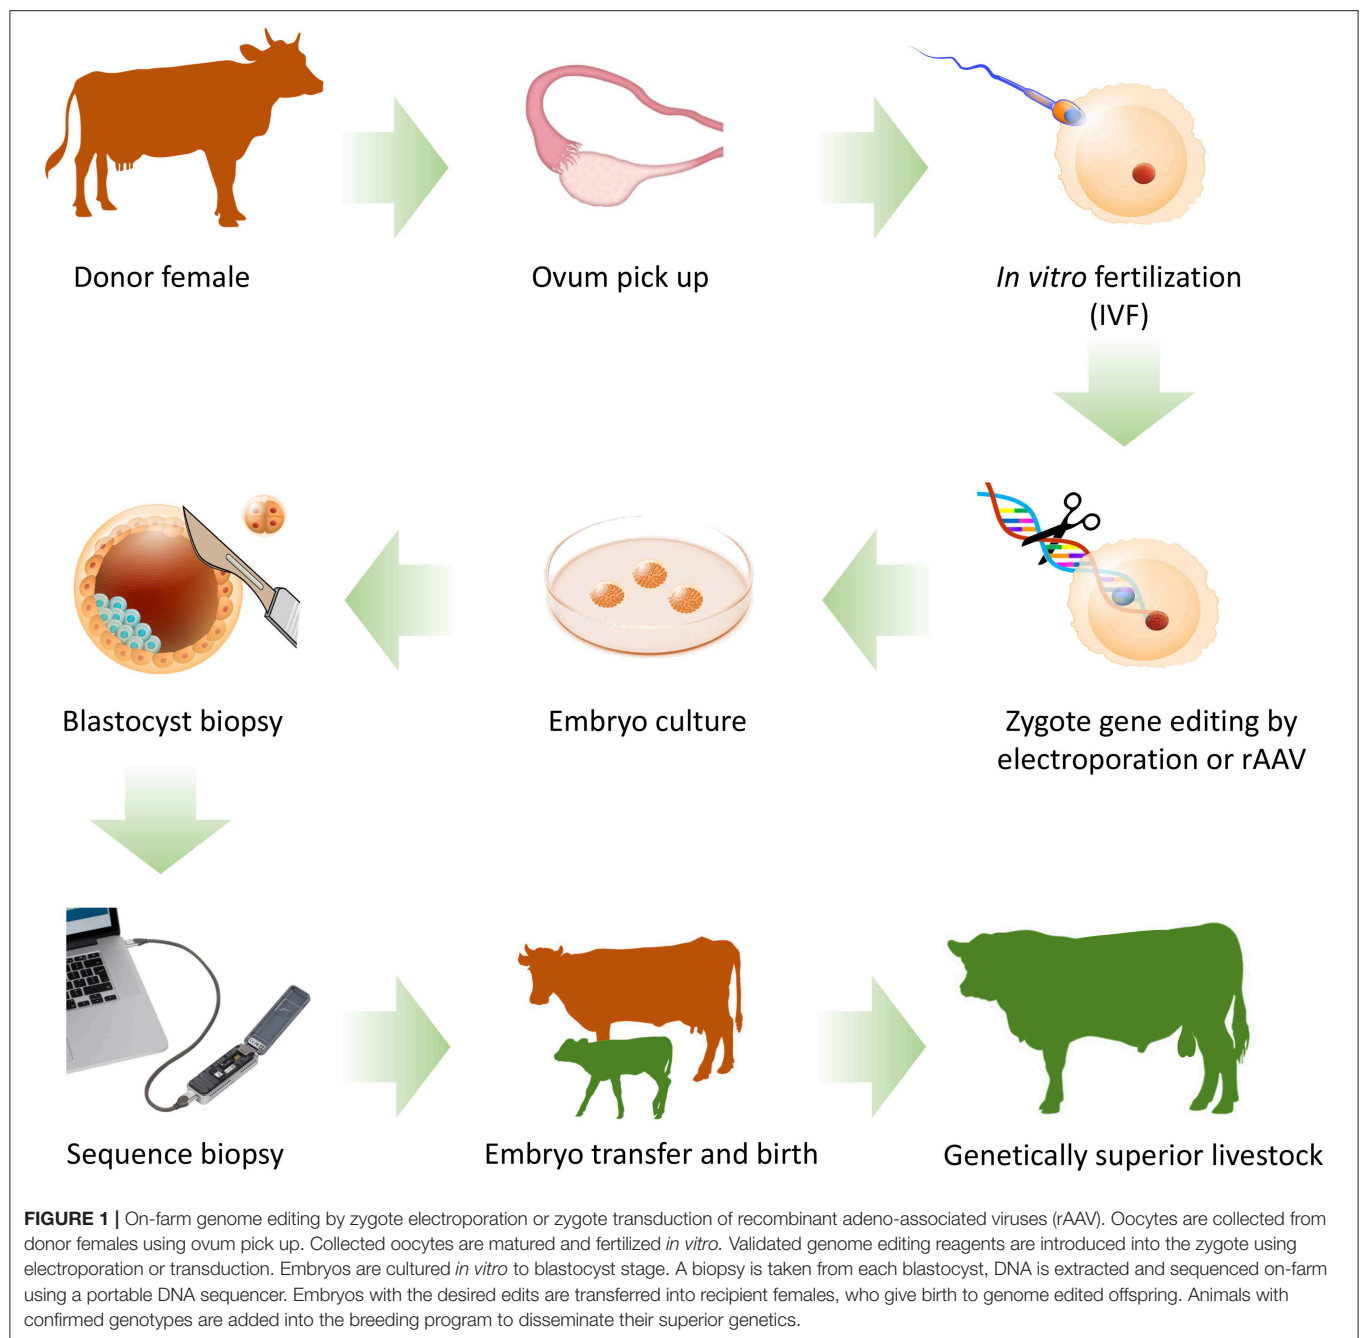 Donor female
Ovum pick up
In vitro fertilization
(IVF)
Blastocyst biopsy
Embryo culture
Zygote gene editing by
electroporation or rAAV
Sequence biopsy
Embryo transfer and birth
Genetically superior livestock
FIGURE 1 | On-farm genome editing by zygote electroporation or zygote transduction of recombinant adeno-associated viruses (rAAV). Oocytes are collected from
donor females using ovum pick up. Collected oocytes are matured and fertilized in vitro. Validated genome editing reagents are introduced into the zygote using
electroporation or transduction. Embryos are cultured in vitro to blastocyst stage. A biopsy is taken from each blastocyst, DNA is extracted and sequenced on-farm
using a portable DNA sequencer. Embryos with the desired edits are transferred into recipient females, who give birth to genome edited offspring. Animals with
confirmed genotypes are added into the breeding program to disseminate their superior genetics.